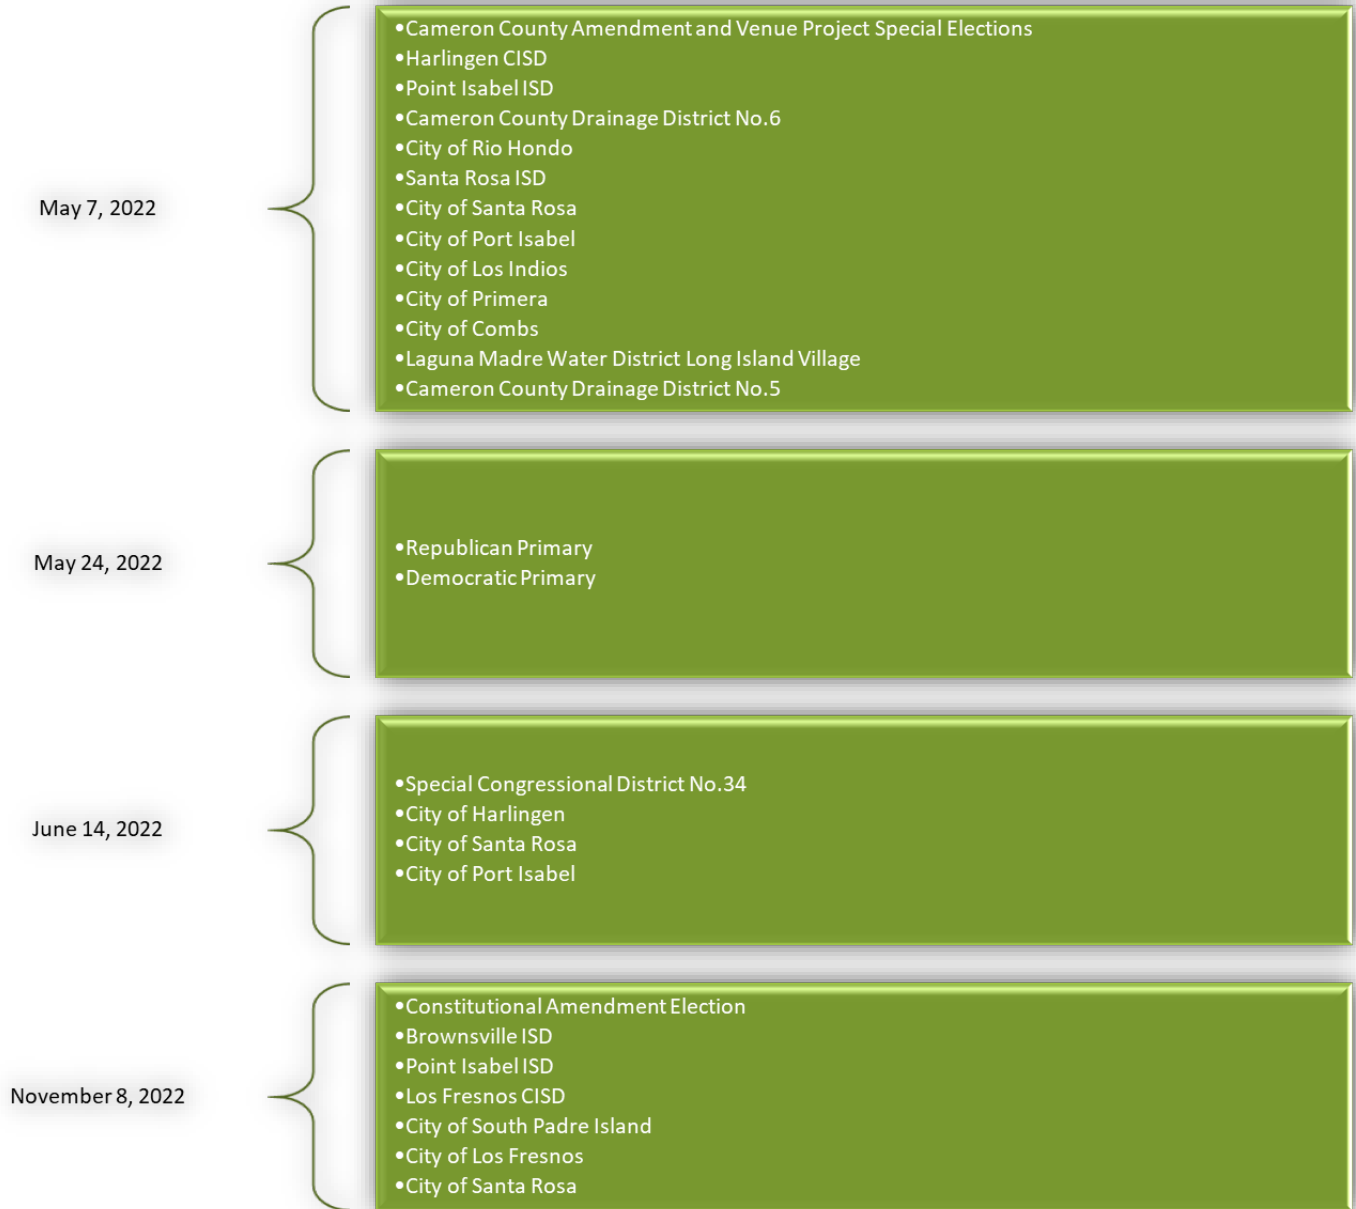 May 7, 2022
•Cameron County Amendment and Venue Project Special Elections
•Harlingen CISD
•Point Isabel ISD
•Cameron County Drainage District No.6
•City of Rio Hondo
•Santa Rosa ISD
•City of Santa Rosa
•City of Port Isabel
•City of Los Indios
•City of Primera
•City of Combs
•Laguna Madre Water District Long Island Village
•Cameron County Drainage District No.5
May 24, 2022
•Republican Primary
•Democratic Primary
June 14, 2022
•Special Congressional District No.34
•City of Harlingen
•City of Santa Rosa
•City of Port Isabel
November 8, 2022
•Constitutional Amendment Election
•Brownsville ISD
•Point Isabel ISD
•Los Fresnos CISD
•City of South Padre Island
•City of Los Fresnos
•City of Santa Rosa